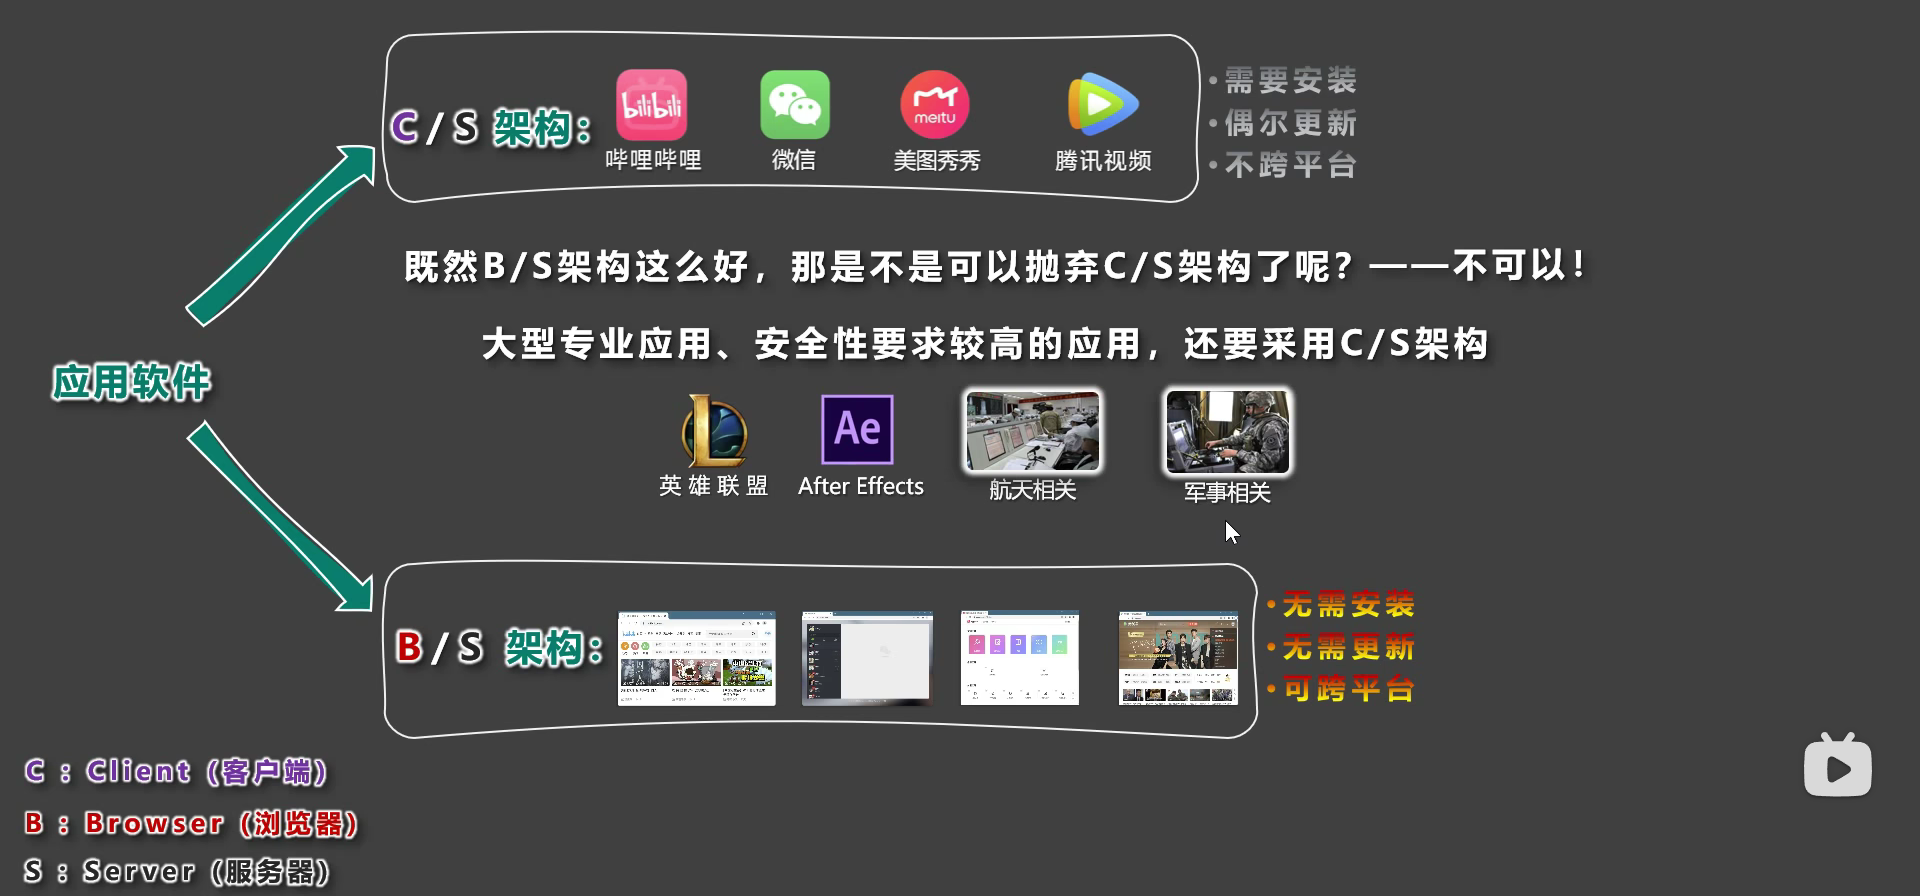 bilibili
meitu
C / S 架构：
哔哩哔哩
微信
美图秀秀
腾讯视频
•需要安装
•偶尔更新
•不跨平台
既然B/S架构这么好，那是不是可以抛弃C/S架构了呢？——不可以！
大型专业应用、安全性要求较高的应用，还要采用C/S架构
应用软件
Ae
英雄联盟
After Effects
航天相关
军事相关
B / S 架构：
•无需安装
•无需更新
•可跨平台
C ：Client (客户端)
B ：Browser (浏览器)
S ：Server (服务器)